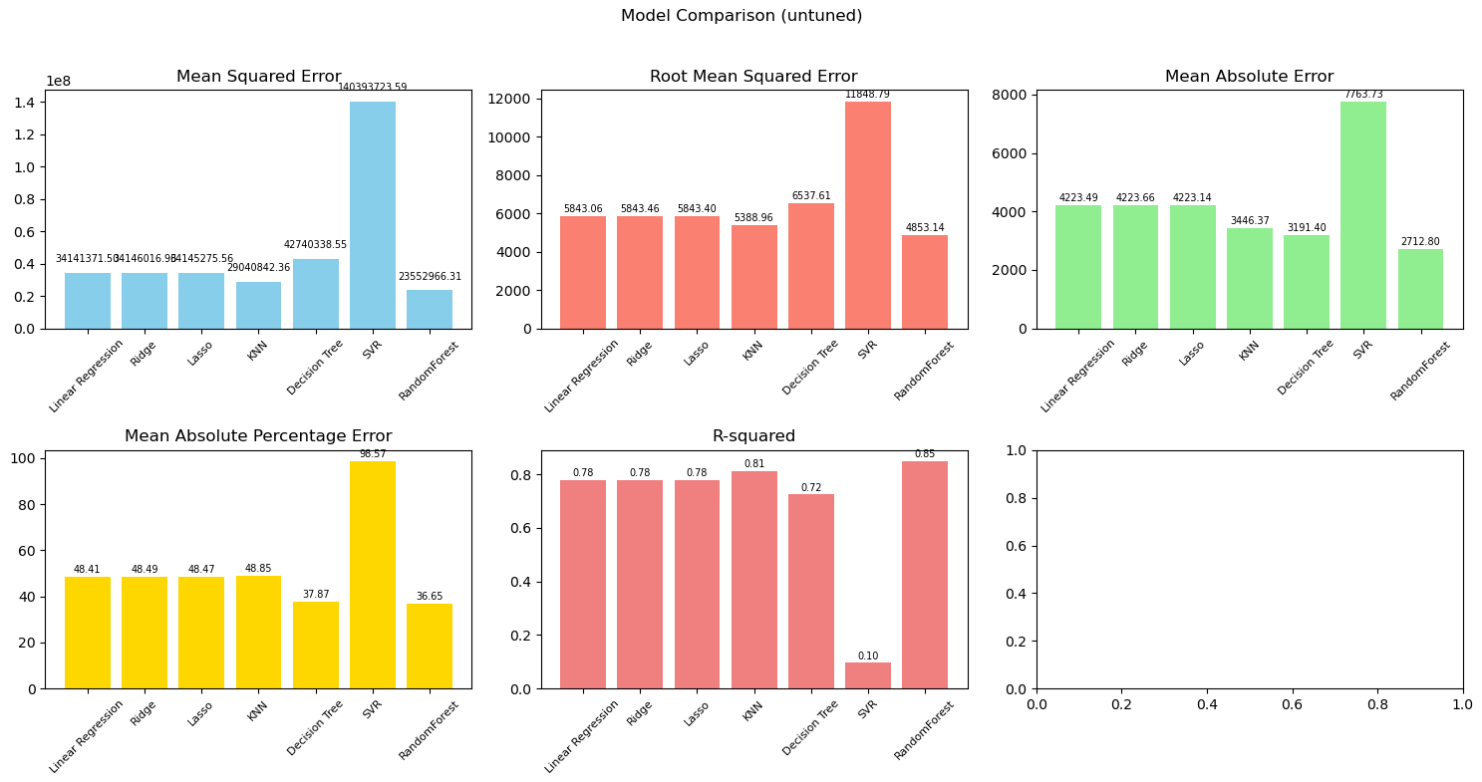 Model Comparison (untuned)
Mean Squared Error
1e8
1.4
1.2
1.0
0.8
0.6
0.4
0.2
0.0
34141371.50
34146016.96
34145275.56
29040842.36
42740338.55
140393723.59
23552966.31
Linear Regression
Ridge
Lasso
KNN
Decision Tree
SVR
RandomForest
Root Mean Squared Error
12000
10000
8000
6000
4000
2000
0
5843.06
5843.46
5843.40
5388.96
6537.61
11848.79
4853.14
Linear Regression
Ridge
Lasso
KNN
Decision Tree
SVR
RandomForest
Mean Absolute Error
8000
6000
4000
2000
0
4223.49
4223.66
4223.14
3446.37
3191.40
7763.73
2712.80
Linear Regression
Ridge
Lasso
KNN
Decision Tree
SVR
RandomForest
Mean Absolute Percentage Error
100
80
60
40
20
0
48.41
48.49
48.47
48.85
37.87
98.57
36.65
Linear Regression
Ridge
Lasso
KNN
Decision Tree
SVR
RandomForest
R-squared
0.8
0.6
0.4
0.2
0.0
0.78
0.78
0.78
0.81
0.72
0.10
0.85
Linear Regression
Ridge
Lasso
KNN
Decision Tree
SVR
RandomForest
1.0
0.8
0.6
0.4
0.2
0.0
0.0 0.2 0.4 0.6 0.8 1.0